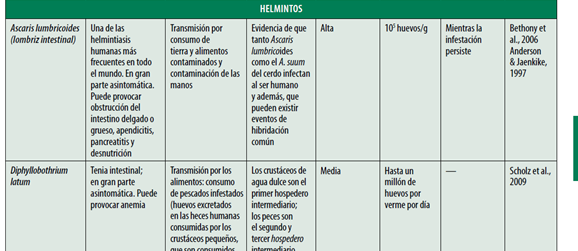 HELMINTOS
Ascaris lumbricoides
(lombriz intestinal)
Una de las
helmintiasis
humanas más
frecuentes en todo
el mundo. En gran
parte asintomática.
Puede provocar
obstrucción del
intestino delgado o
grueso, apendicitis,
pancreatitis y
desnutrición
Transmisión por
consumo de
tierra y alimentos
contaminados y
contaminación de las
manos
Evidencia de que
tanto Ascaris
lumbricoides
como el A. suum
del cerdo infectan
al ser humano
y además, que
pueden existir
eventos de
hibridación
común
Alta
10⁵ huevos/g
Mientras la
infestación
persiste
Bethony et
al., 2006
Anderson
& Jaenkike,
1997
Diphyllobothrium
latum
Tenia intestinal;
en gran parte
asintomática. Puede
provocar anemia
Transmisión por los
alimentos: consumo
de pescados infestados
(huevos excretados
en las heces humanas
consumidas por los
crustáceos pequeños,
que son consumidos
Los crustáceos de
agua dulce son el
primer hospedero
intermediario;
los peces son
el segundo y
tercer hospedero
intermediario
Media
Hasta un
millón de
huevos por
verme por día
—
Scholz et al.,
2009